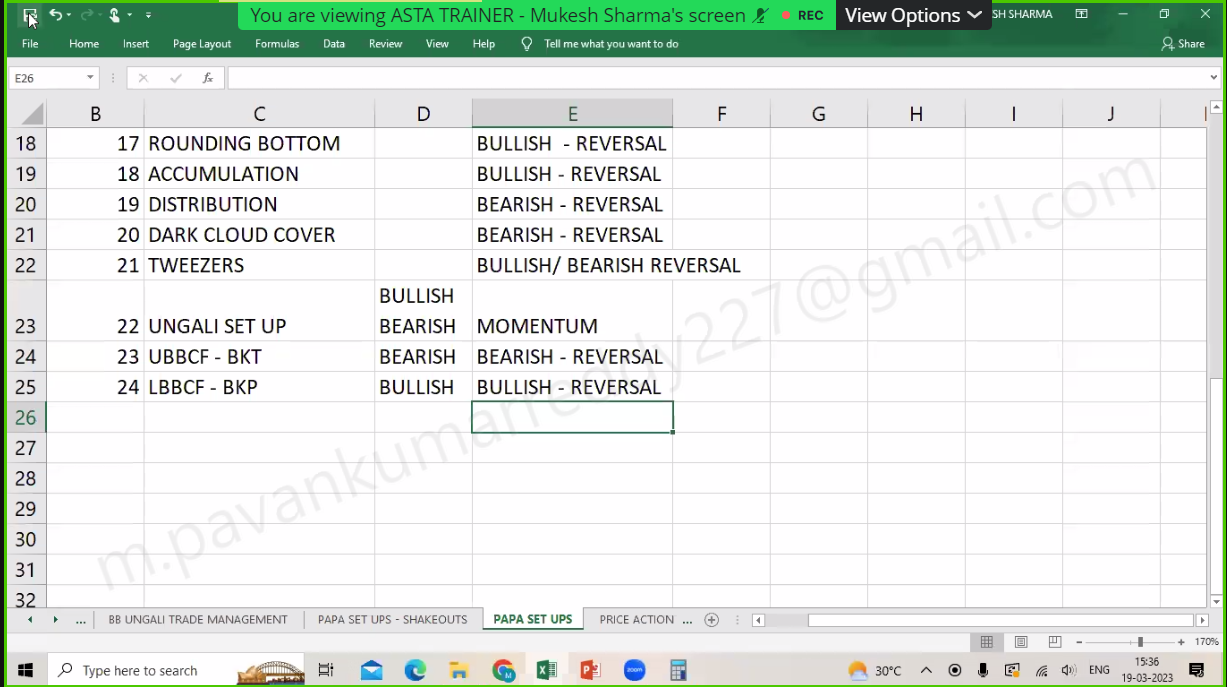 You are viewing ASTA TRAINER - Mukesh Sharma's screen
REC
View Options
SH SHARMA
File Home Insert Page Layout Formulas Data Review View Help Tell me what you want to do Share
E26 fx
B C D E F G H I J
18 17 ROUNDING BOTTOM BULLISH - REVERSAL
19 18 ACCUMULATION BULLISH - REVERSAL
20 19 DISTRIBUTION BEARISH - REVERSAL
21 20 DARK CLOUD COVER BEARISH - REVERSAL
22 21 TWEEZERS BULLISH/ BEARISH REVERSAL
BULLISH
23 22 UNGALI SET UP BEARISH MOMENTUM
24 23 UBBCF - BKT BEARISH BEARISH - REVERSAL
25 24 LBBCF - BKP BULLISH BULLISH - REVERSAL
26
27
28
29
30
31
32
m.pavankumarreddy227@gmail.com
... BB UNGALI TRADE MANAGEMENT PAPA SET UPS - SHAKEOUTS PAPA SET UPS PRICE ACTION ...
170%
Type here to search
zoom
30°C
ENG
15:36
19-03-2023